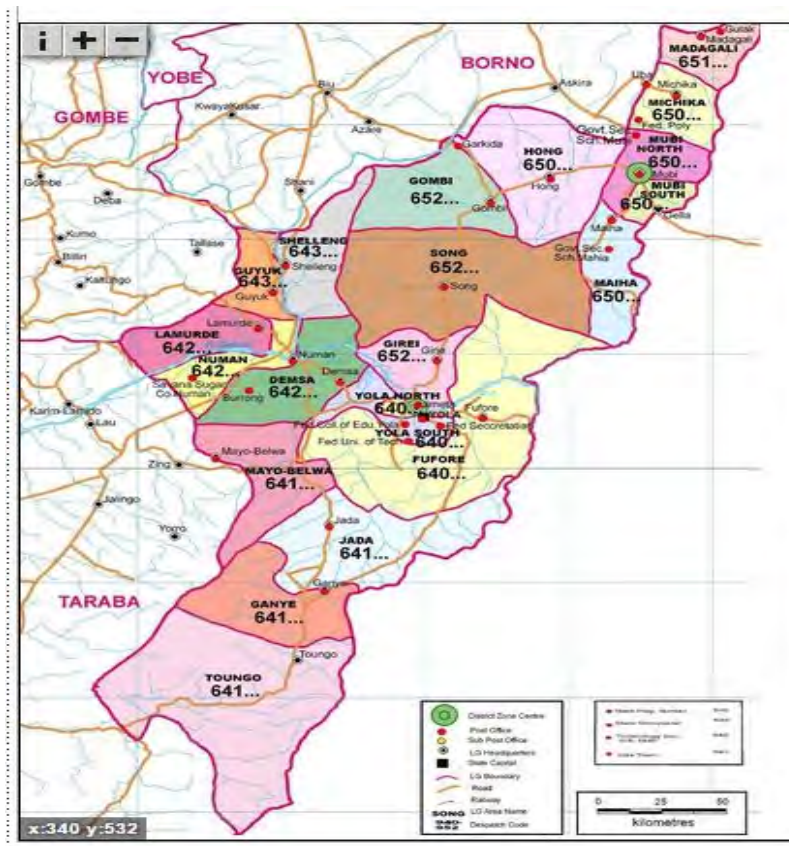 i + −
YOBE
BORNO
GOMBE
TARABA
Gulak
Madagali
MADAGALI
651...
Uba
Michika
MICHIKA
650...
Fed. Poly
Govt. Sec.
Sch. Mubi
MUBI
NORTH
650...
Mubi
MUBI
SOUTH
650...
Gella
Askira
Biu
KwayaKusar
Azare
Garkida
HONG
650...
Hong
GOMBI
652...
Gombi
Shani
Gombe
Deba
Kumo
Billiri
Kaltungo
Tallase
SHELLENG
643...
Shelleng
GUYUK
643...
Guyuk
SONG
652...
Song
Maiha
Govt. Sec.
Sch. Mahia
MAIHA
650...
Lamurde
LAMURDE
642...
NUMAN
642...
Numan
Savana Sugar
Co Numan
DEMSA
642...
Demsa
Burrong
GIREI
652...
Girie
YOLA NORTH
640...
Fed Coll of Edu. Yola
YOLA SOUTH
640...
Fed Uni. of Tech
Fed Seccretatiat
Fufore
FUFORE
640...
Karim-Lamido
Lau
Zing
Jalingo
Yorro
Mayo-Belwa
MAYO-BELWA
641...
Jada
JADA
641...
Ganye
GANYE
641...
Toungo
TOUNGO
641...
District Zone Centre
Post Office
Sub Post Office
LG Headquarters
State Capital
LG Boundary
Road
Railway
SONG LG Area Name
940-
952 Despatch Code
0 25 50
kilometres
x:340 y:532